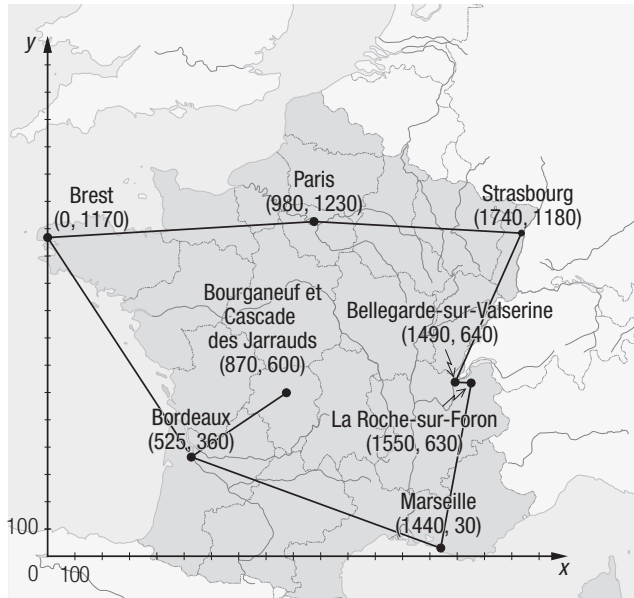 y
Brest
(0, 1170)
Paris
(980, 1230)
Strasbourg
(1740, 1180)
Bourganeuf et
Cascade
des Jarrauds
(870, 600)
Bellegarde-sur-Valserine
(1490, 640)
Bordeaux
(525, 360)
La Roche-sur-Foron
(1550, 630)
Marseille
(1440, 30)
100
0 100
x